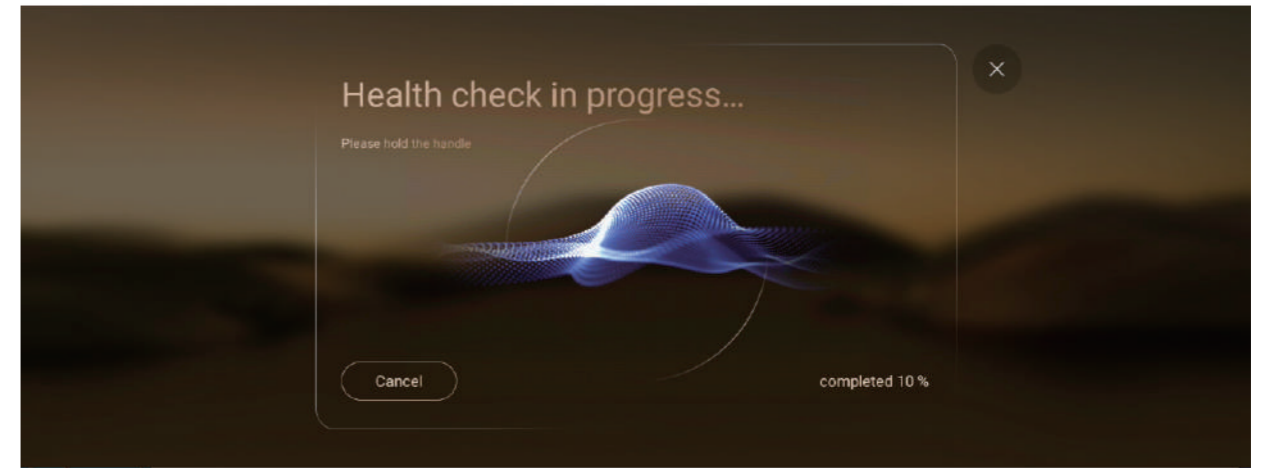 Health check in progress...
Please hold the handle
Cancel
completed 10 %